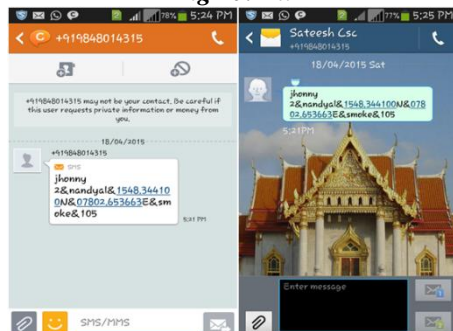 78% 5:24 PM
+919848014315
+919848014315 may not be your contact. Be careful if
this user requests private information or money from
you.
18/04/2015
+919848014315
SMS
jhonny
2&nandyal&1548.34410
0N&07802.653663E&sm
oke&105
5:21 PM
SMS/MMS
77% 5:25 PM
Sateesh Csc
+919848014315
18/04/2015 Sat
jhonny
2&nandyal&1548.344100N&078
02.653663E&smoke&105
5:21PM
Enter message